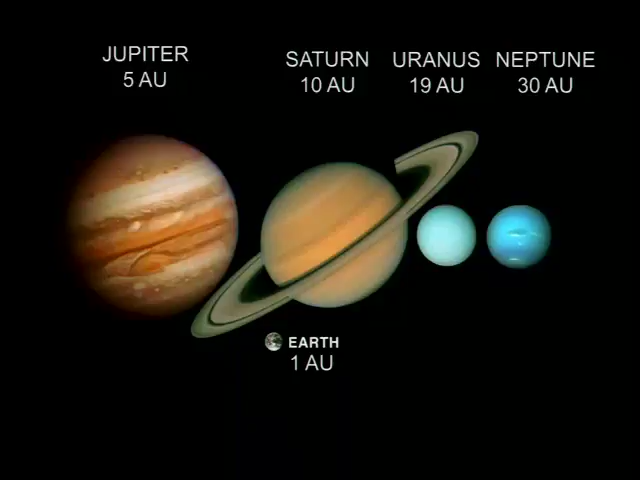 JUPITER
5 AU
SATURN
10 AU
URANUS
19 AU
NEPTUNE
30 AU
EARTH
1 AU